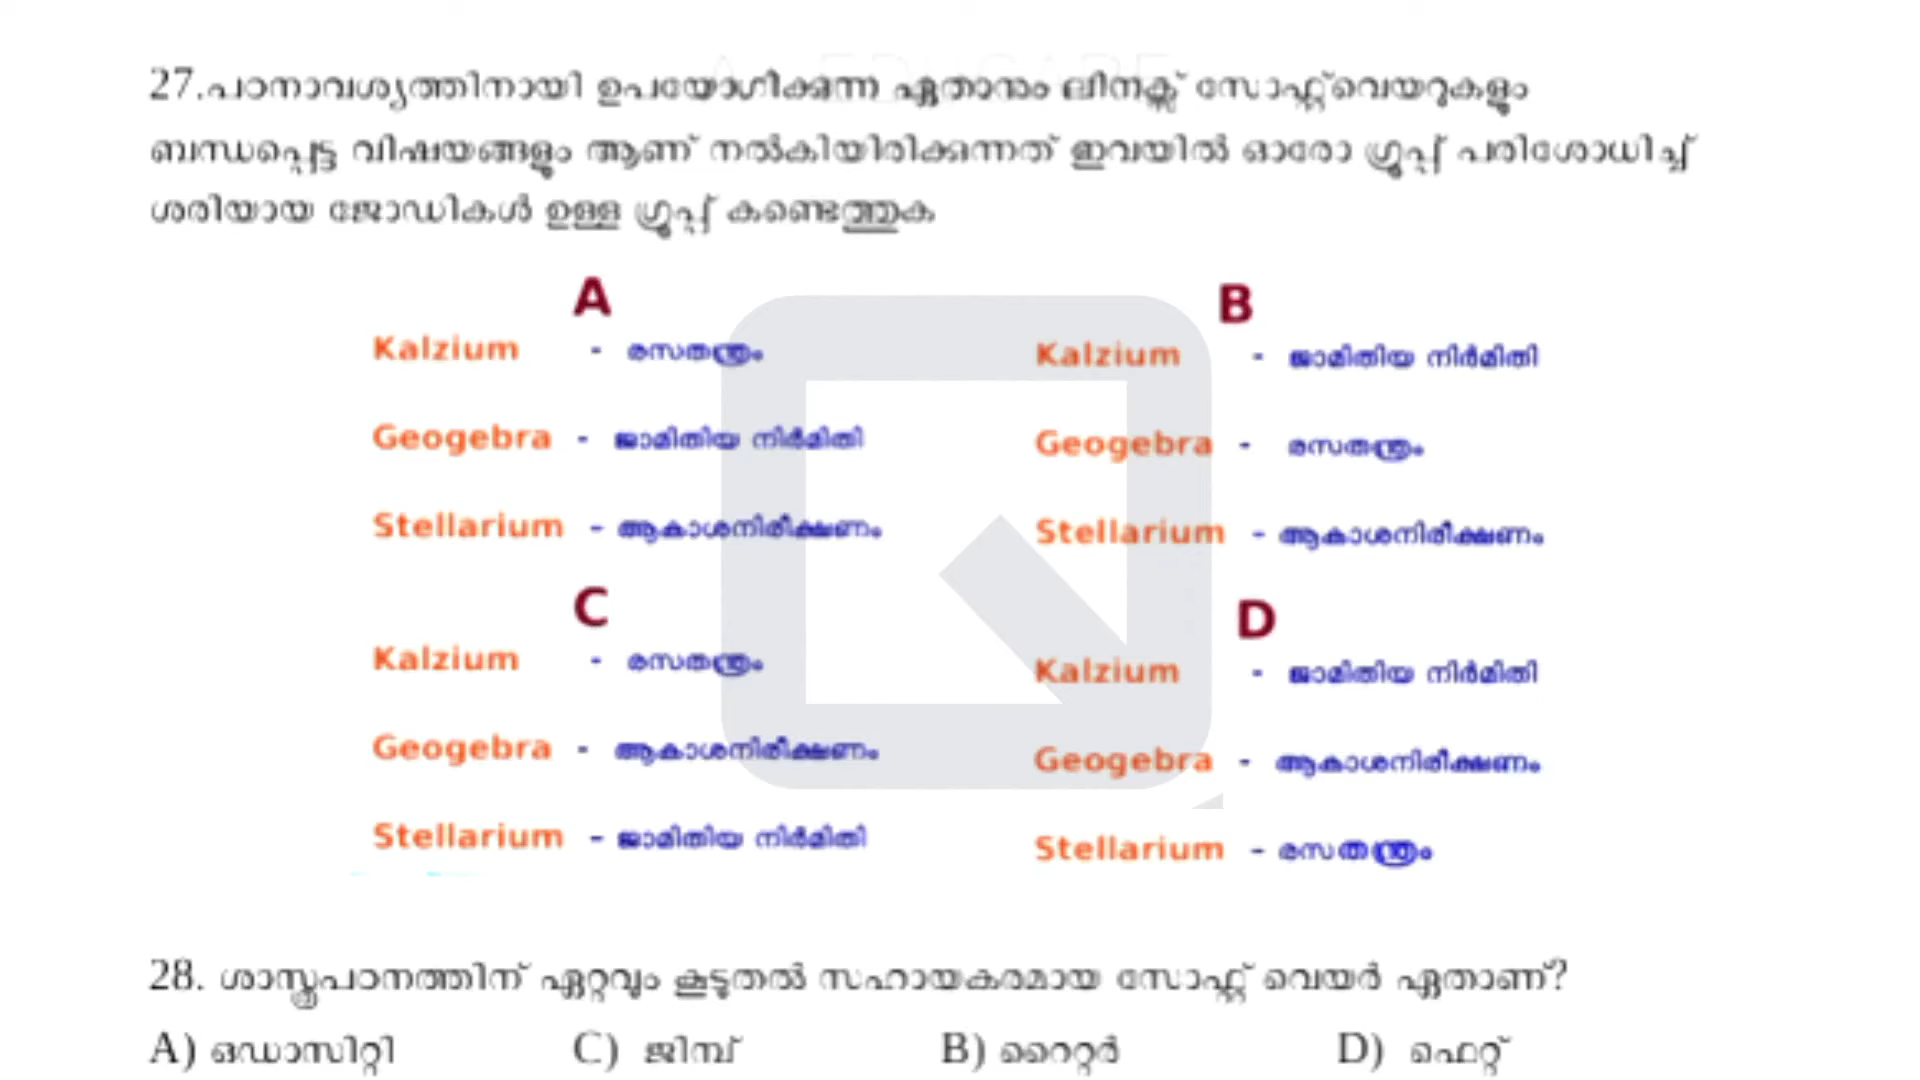 27.പഠനാവശ്യത്തിനായി ഉപയോഗിക്കുന്ന ഏതാനും ലിനക്സ് സോഫ്റ്റ്‌വെയറുകളും
ബന്ധപ്പെട്ട വിഷയങ്ങളും ആണ് നൽകിയിരിക്കുന്നത് ഇവയിൽ ഓരോ ഗ്രൂപ്പ് പരിശോധിച്ച്
ശരിയായ ജോഡികൾ ഉള്ള ഗ്രൂപ്പ് കണ്ടെത്തുക
A
Kalzium - രസതന്ത്രം
Geogebra - ജാമിതിയ നിർമിതി
Stellarium - ആകാശനിരീക്ഷണം
B
Kalzium - ജാമിതിയ നിർമിതി
Geogebra - രസതന്ത്രം
Stellarium - ആകാശനിരീക്ഷണം
C
Kalzium - രസതന്ത്രം
Geogebra - ആകാശനിരീക്ഷണം
Stellarium - ജാമിതിയ നിർമിതി
D
Kalzium - ജാമിതിയ നിർമിതി
Geogebra - ആകാശനിരീക്ഷണം
Stellarium - രസതന്ത്രം
28. ശാസ്ത്രപഠനത്തിന് ഏറ്റവും കൂടുതൽ സഹായകരമായ സോഫ്റ്റ് വെയർ ഏതാണ്?
A) ഒഡാസിറ്റി C) ജിമ്പ് B) റൈറ്റർ D) ഫെറ്റ്